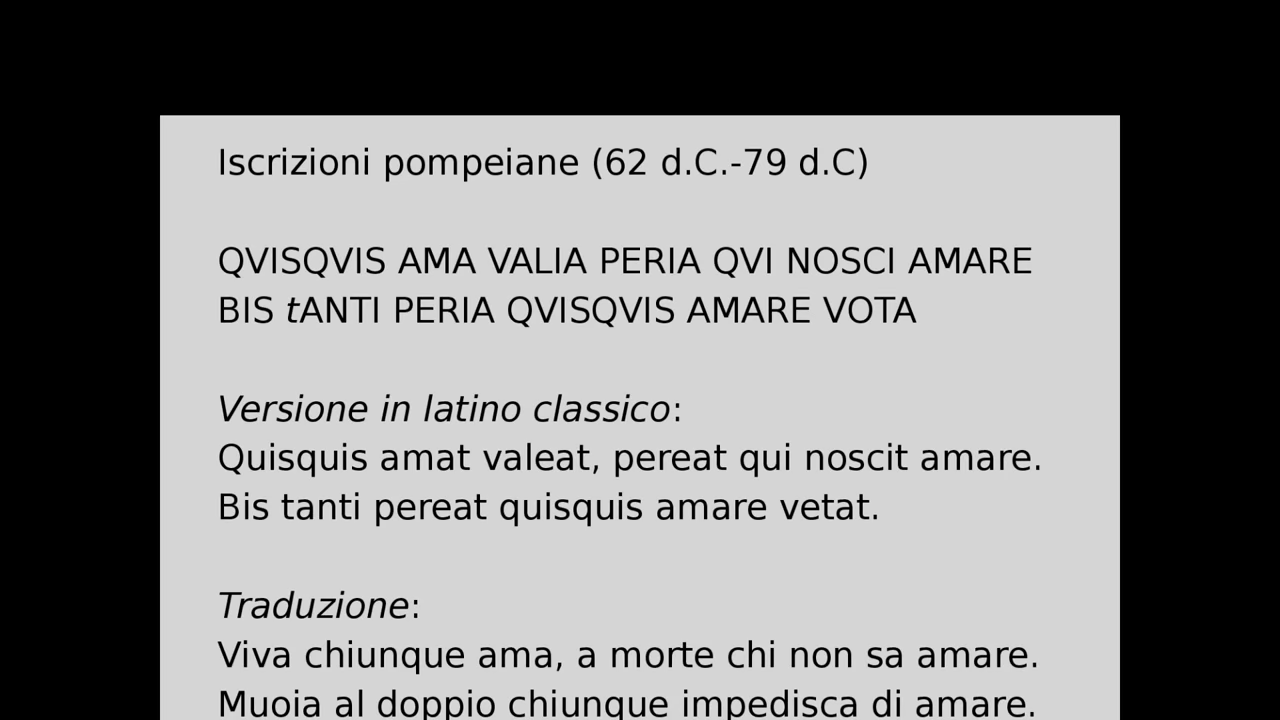 Iscrizioni pompeiane (62 d.C.-79 d.C)
QVISQVIS AMA VALIA PERIA QVI NOSCI AMARE
BIS tANTI PERIA QVISQVIS AMARE VOTA
Versione in latino classico:
Quisquis amat valeat, pereat qui noscit amare.
Bis tanti pereat quisquis amare vetat.
Traduzione:
Viva chiunque ama, a morte chi non sa amare.
Muoia al doppio chiunque impedisca di amare.